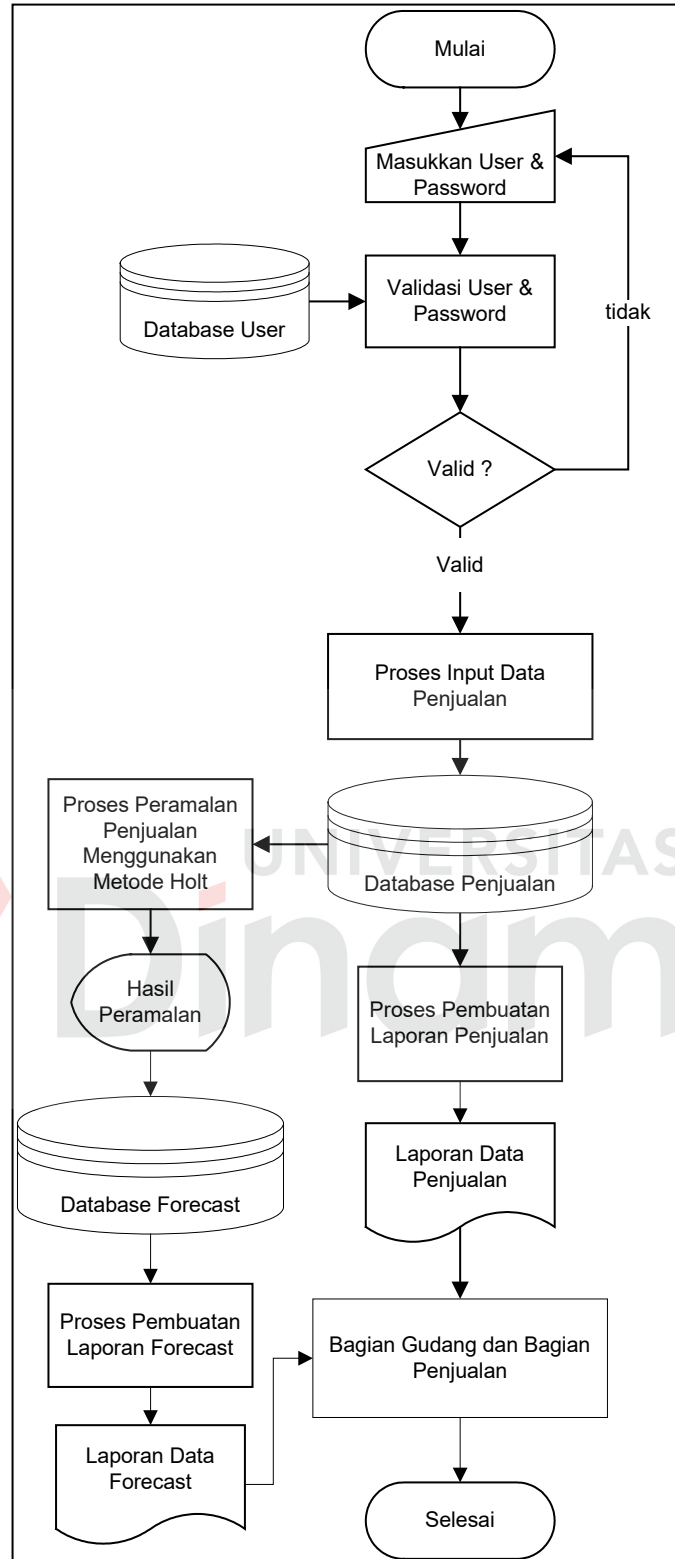 Mulai
Masukkan User &
Password
Validasi User &
Password
Database User
tidak
Valid ?
Valid
Proses Input Data
Penjualan
Proses Peramalan
Penjualan
Menggunakan
Metode Holt
UNIVERSITAS
Database Penjualan
Dinam
Hasil
Peramalan
Proses Pembuatan
Laporan Penjualan
Laporan Data
Penjualan
Database Forecast
Proses Pembuatan
Laporan Forecast
Bagian Gudang dan Bagian
Penjualan
Laporan Data
Forecast
Selesai